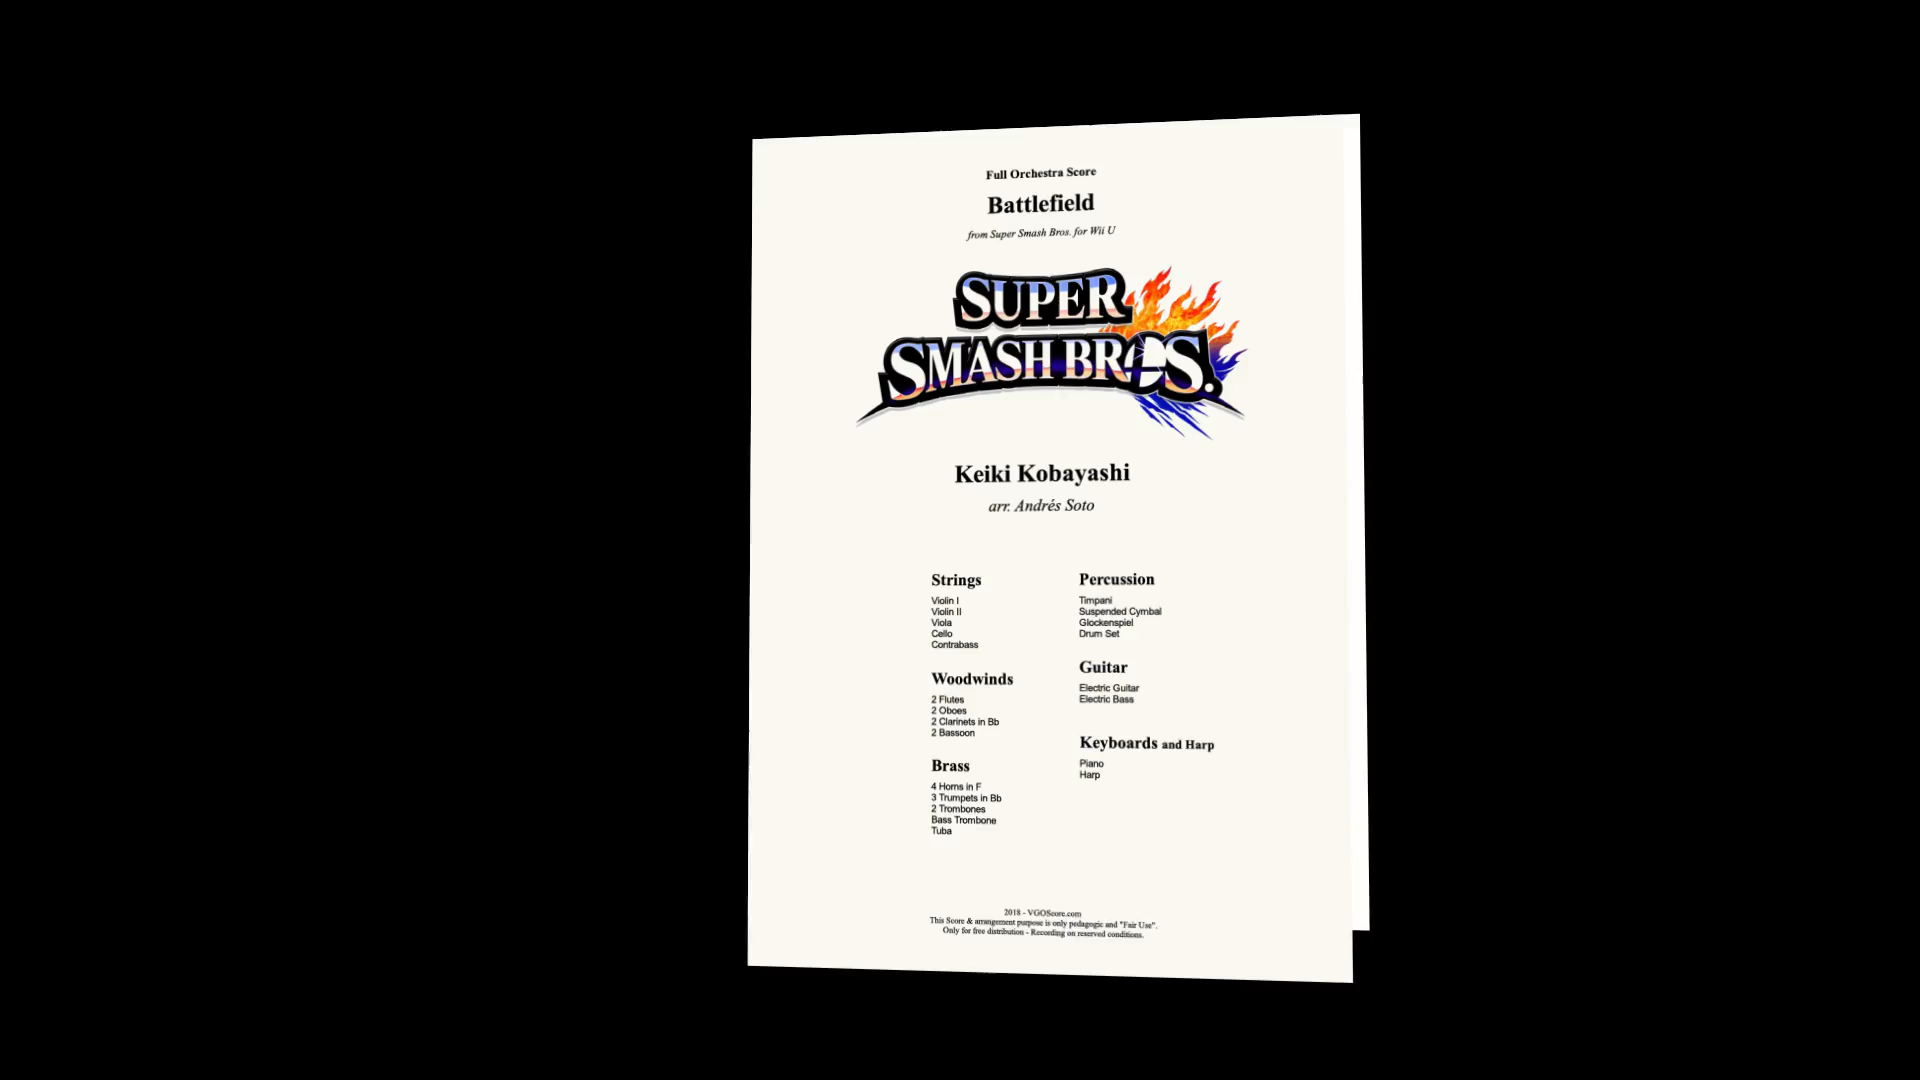 Full Orchestra Score
Battlefield
from Super Smash Bros. for Wii U
SUPER
SMASH BROS.
Keiki Kobayashi
arr. Andrés Soto
Strings
Violin I
Violin II
Viola
Cello
Contrabass
Woodwinds
2 Flutes
2 Oboes
2 Clarinets in Bb
2 Bassoon
Brass
4 Horns in F
3 Trumpets in Bb
2 Trombones
Bass Trombone
Tuba
Percussion
Timpani
Suspended Cymbal
Glockenspiel
Drum Set
Guitar
Electric Guitar
Electric Bass
Keyboards and Harp
Piano
Harp
2018 - VGOScore.com
This Score & arrangement purpose is only pedagogic and "Fair Use".
Only for free distribution - Recording on reserved conditions.